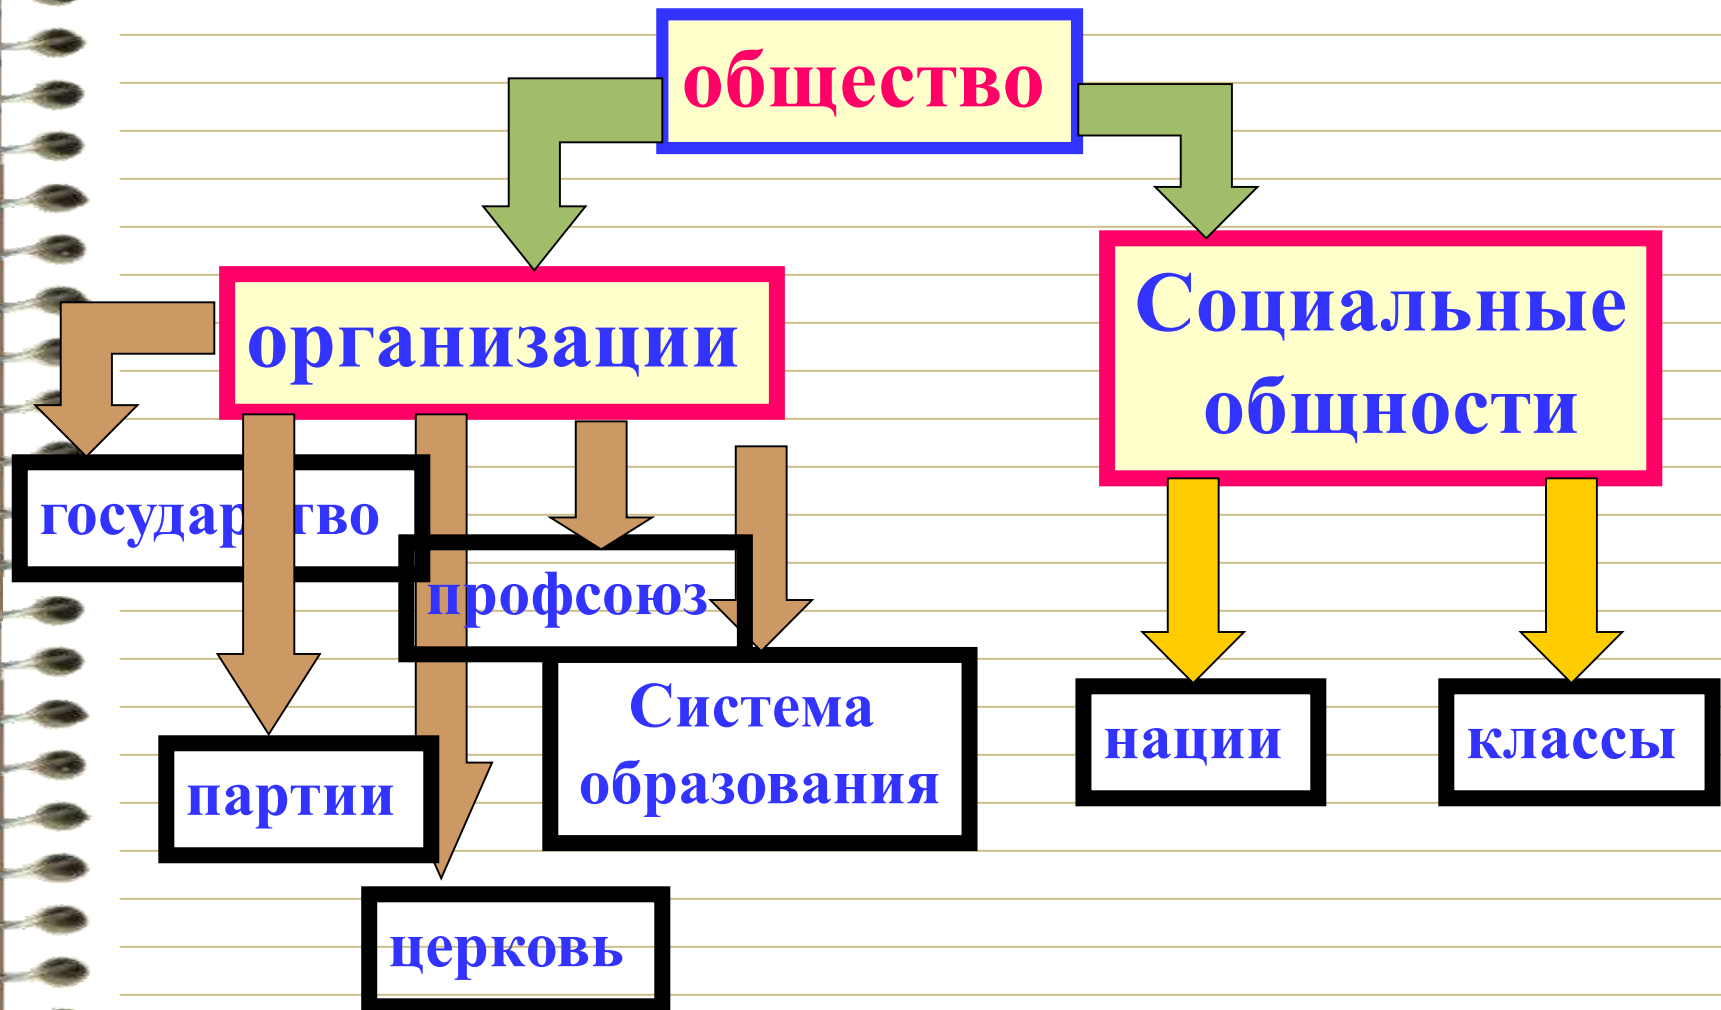 общество
организации
Социальные
общности
государство
профсоюз
Система
образования
нации
классы
партии
церковь